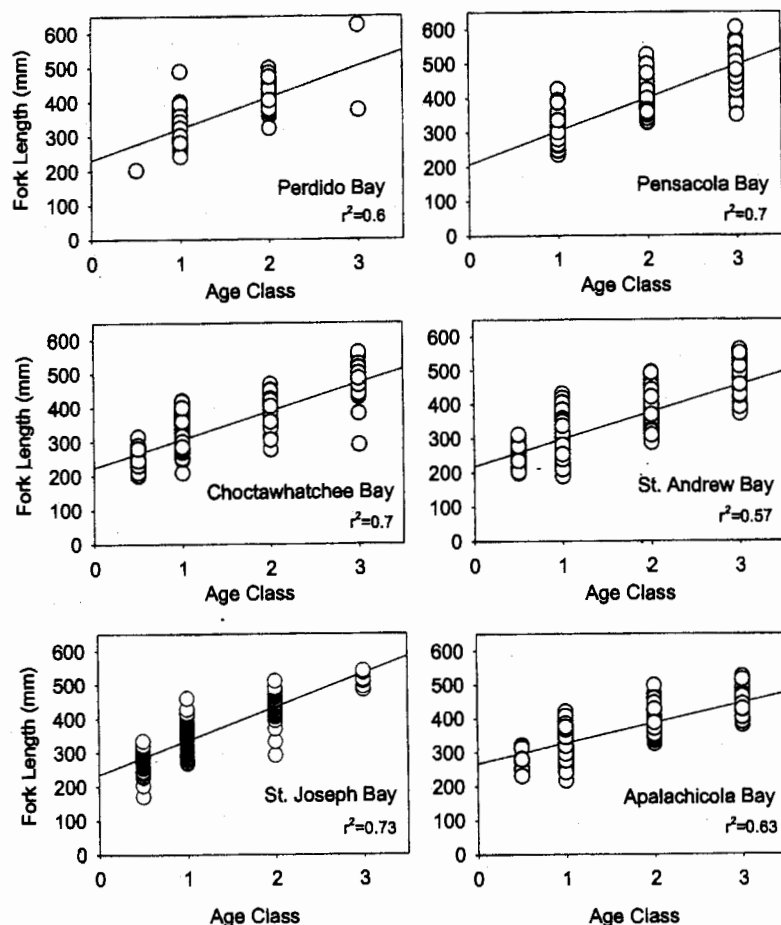 600
500
400
300
200
100
0
Fork Length (mm)
Perdido Bay
r²=0.6
0 1 2 3
Age Class
600
500
400
300
200
100
0
Pensacola Bay
r²=0.7
0 1 2 3
Age Class
600
500
400
300
200
100
0
Fork Length (mm)
Choctawhatchee Bay
r²=0.7
0 1 2 3
Age Class
600
500
400
300
200
100
0
St. Andrew Bay
r²=0.57
0 1 2 3
Age Class
600
500
400
300
200
100
0
Fork Length (mm)
St. Joseph Bay
r²=0.73
0 1 2 3
Age Class
600
500
400
300
200
100
0
Apalachicola Bay
r²=0.63
0 1 2 3
Age Class